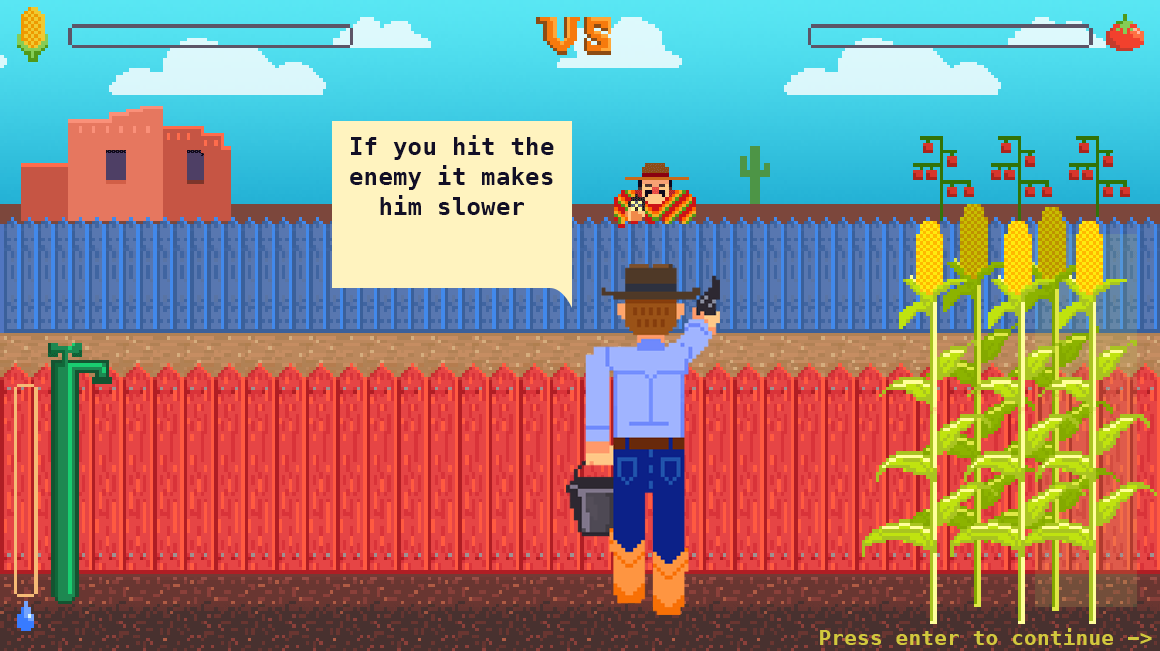 VS
If you hit the
enemy it makes
him slower
Press enter to continue —>